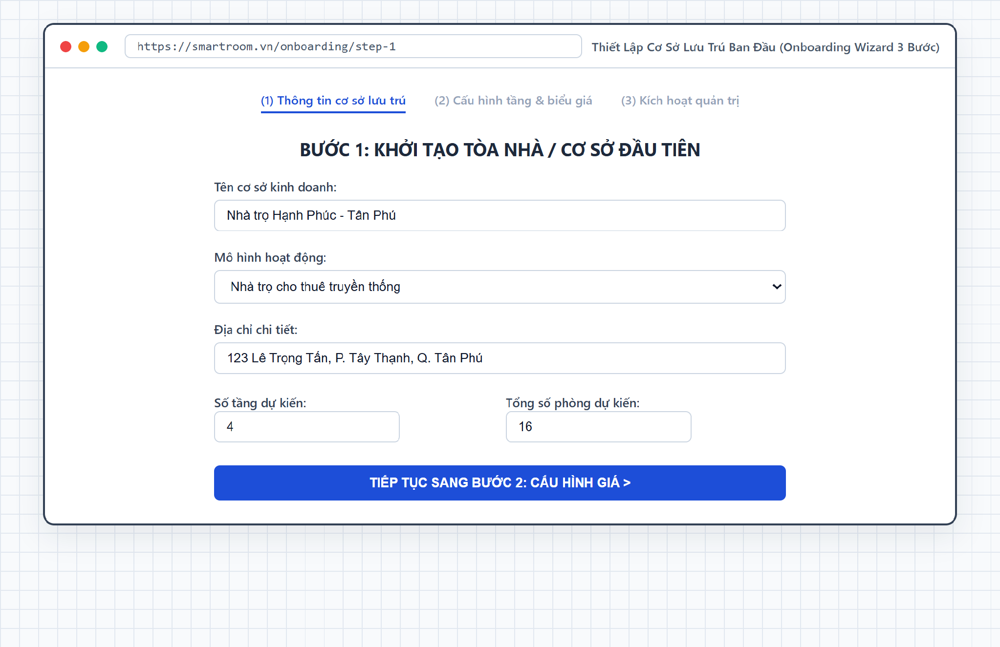 https://smartroom.vn/onboarding/step-1
Thiết Lập Cơ Sở Lưu Trú Ban Đầu (Onboarding Wizard 3 Bước)
(1) Thông tin cơ sở lưu trú
(2) Cấu hình tầng & biểu giá
(3) Kích hoạt quản trị
BƯỚC 1: KHỞI TẠO TÒA NHÀ / CƠ SỞ ĐẦU TIÊN
Tên cơ sở kinh doanh:
Nhà trọ Hạnh Phúc - Tân Phú
Mô hình hoạt động:
Nhà trọ cho thuê truyền thống
Địa chỉ chi tiết:
123 Lê Trọng Tấn, P. Tây Thạnh, Q. Tân Phú
Số tầng dự kiến:
4
Tổng số phòng dự kiến:
16
TIẾP TỤC SANG BƯỚC 2: CẤU HÌNH GIÁ >